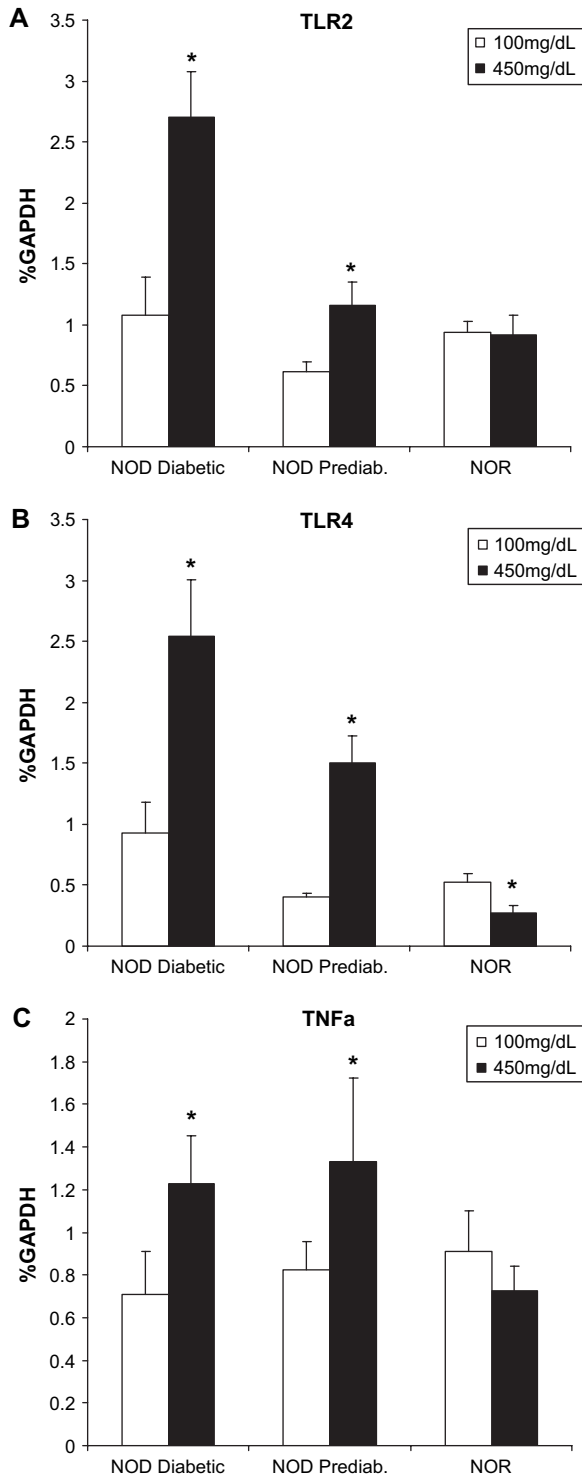 A
TLR2
3.5
3
2.5
2
1.5
1
0.5
0
%GAPDH
100mg/dL
450mg/dL
*
*
NOD Diabetic NOD Prediab. NOR
B
TLR4
3.5
3
2.5
2
1.5
1
0.5
0
%GAPDH
100mg/dL
450mg/dL
*
*
*
NOD Diabetic NOD Prediab. NOR
C
TNFa
2
1.8
1.6
1.4
1.2
1
0.8
0.6
0.4
0.2
0
%GAPDH
100mg/dL
450mg/dL
*
*
NOD Diabetic NOD Prediab. NOR